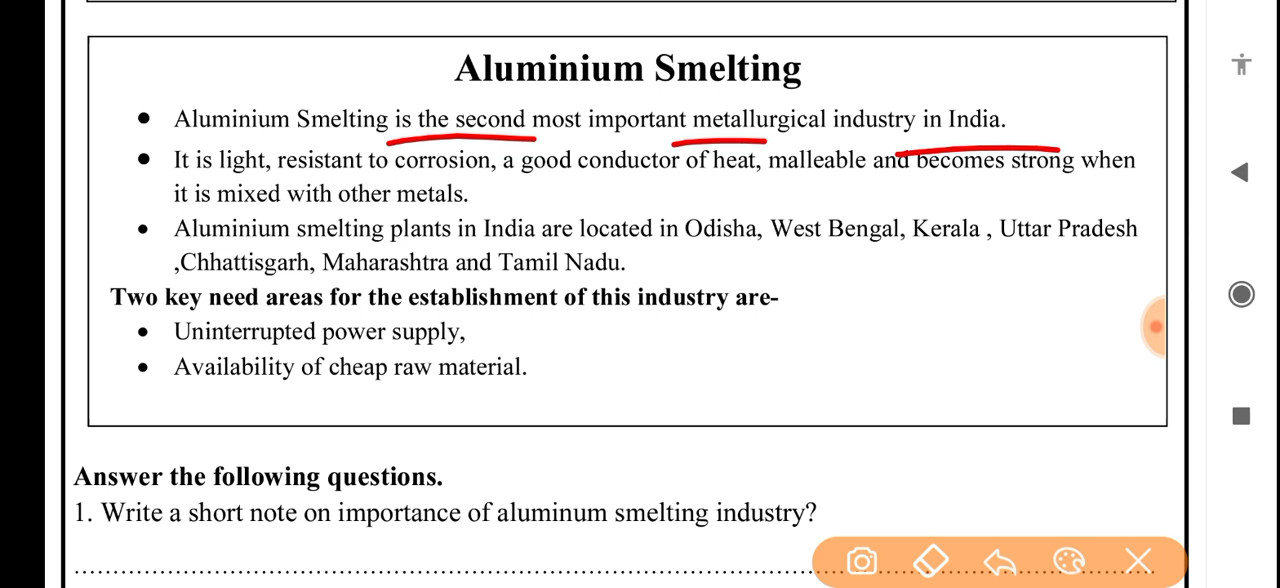 Aluminium Smelting
● Aluminium Smelting is the second most important metallurgical industry in India.
● It is light, resistant to corrosion, a good conductor of heat, malleable and becomes strong when
it is mixed with other metals.
● Aluminium smelting plants in India are located in Odisha, West Bengal, Kerala , Uttar Pradesh
,Chhattisgarh, Maharashtra and Tamil Nadu.
Two key need areas for the establishment of this industry are-
● Uninterrupted power supply,
● Availability of cheap raw material.
Answer the following questions.
1. Write a short note on importance of aluminum smelting industry?